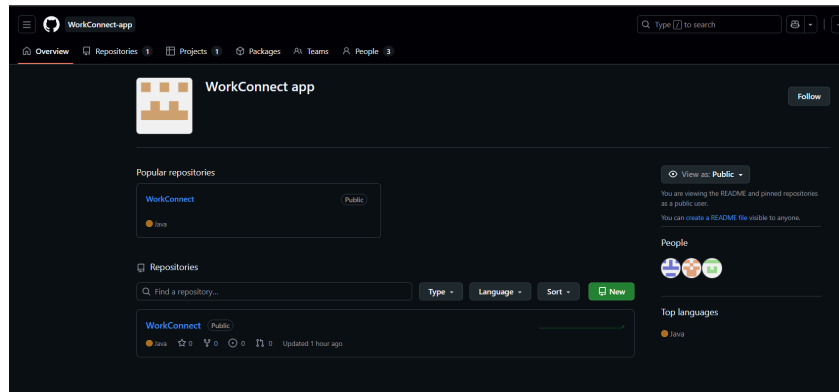 WorkConnect-app
Type / to search
Overview Repositories 1 Projects 1 Packages Teams People 3
WorkConnect app
Follow
Popular repositories
WorkConnect Public
Java
View as: Public
You are viewing the README and pinned repositories
as a public user.
You can create a README file visible to anyone.
People
Repositories
Find a repository...
Type Language Sort New
Top languages
Java
WorkConnect Public
Java 0 0 0 0 Updated 1 hour ago